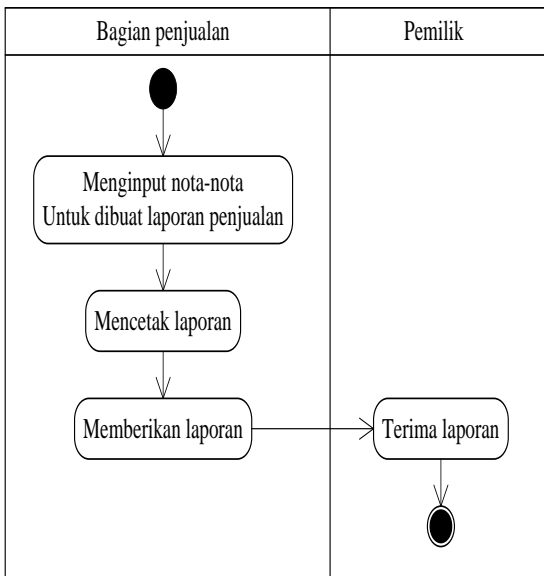 Bagian penjualan
Pemilik
Menginput nota-nota
Untuk dibuat laporan penjualan
Mencetak laporan
Memberikan laporan
Terima laporan